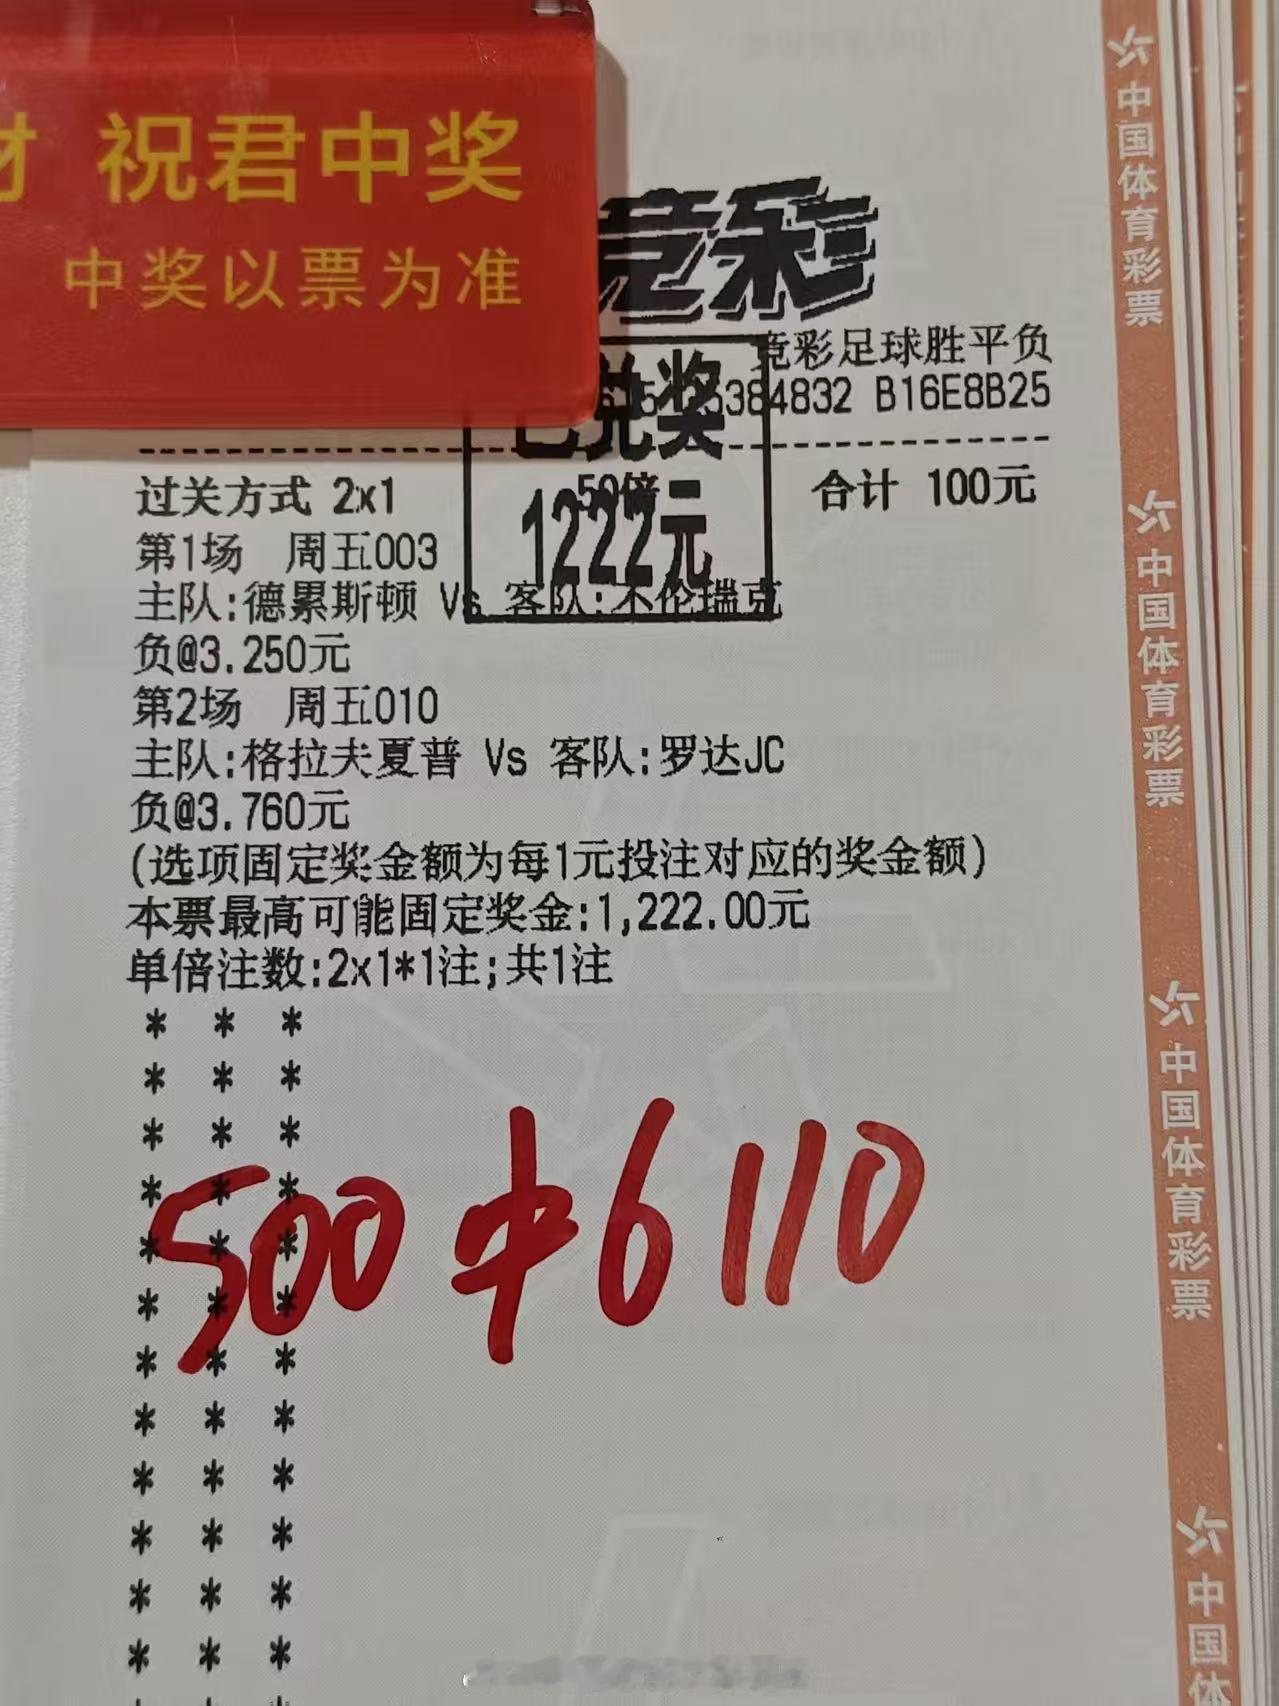 祝君中奖
中奖以票为准
竞彩
竞彩足球胜平负
384832 B16E8B25
已兑奖
1222元
过关方式 2x1 50倍 合计 100元
第1场 周五003
主队:德累斯顿 Vs 客队:不伦瑞克
负@3.250元
第2场 周五010
主队:格拉夫夏普 Vs 客队:罗达JC
负@3.760元
(选项固定奖金额为每1元投注对应的奖金额)
本票最高可能固定奖金:1,222.00元
单倍注数:2x1*1注;共1注
* * *
* * *
* * *
* * *
* * *
* * *
* * *
* * *
* * *
* * *
* * *
* * *
500中6110
中国体育彩票
中国体育彩票
中国体育彩票
中国体